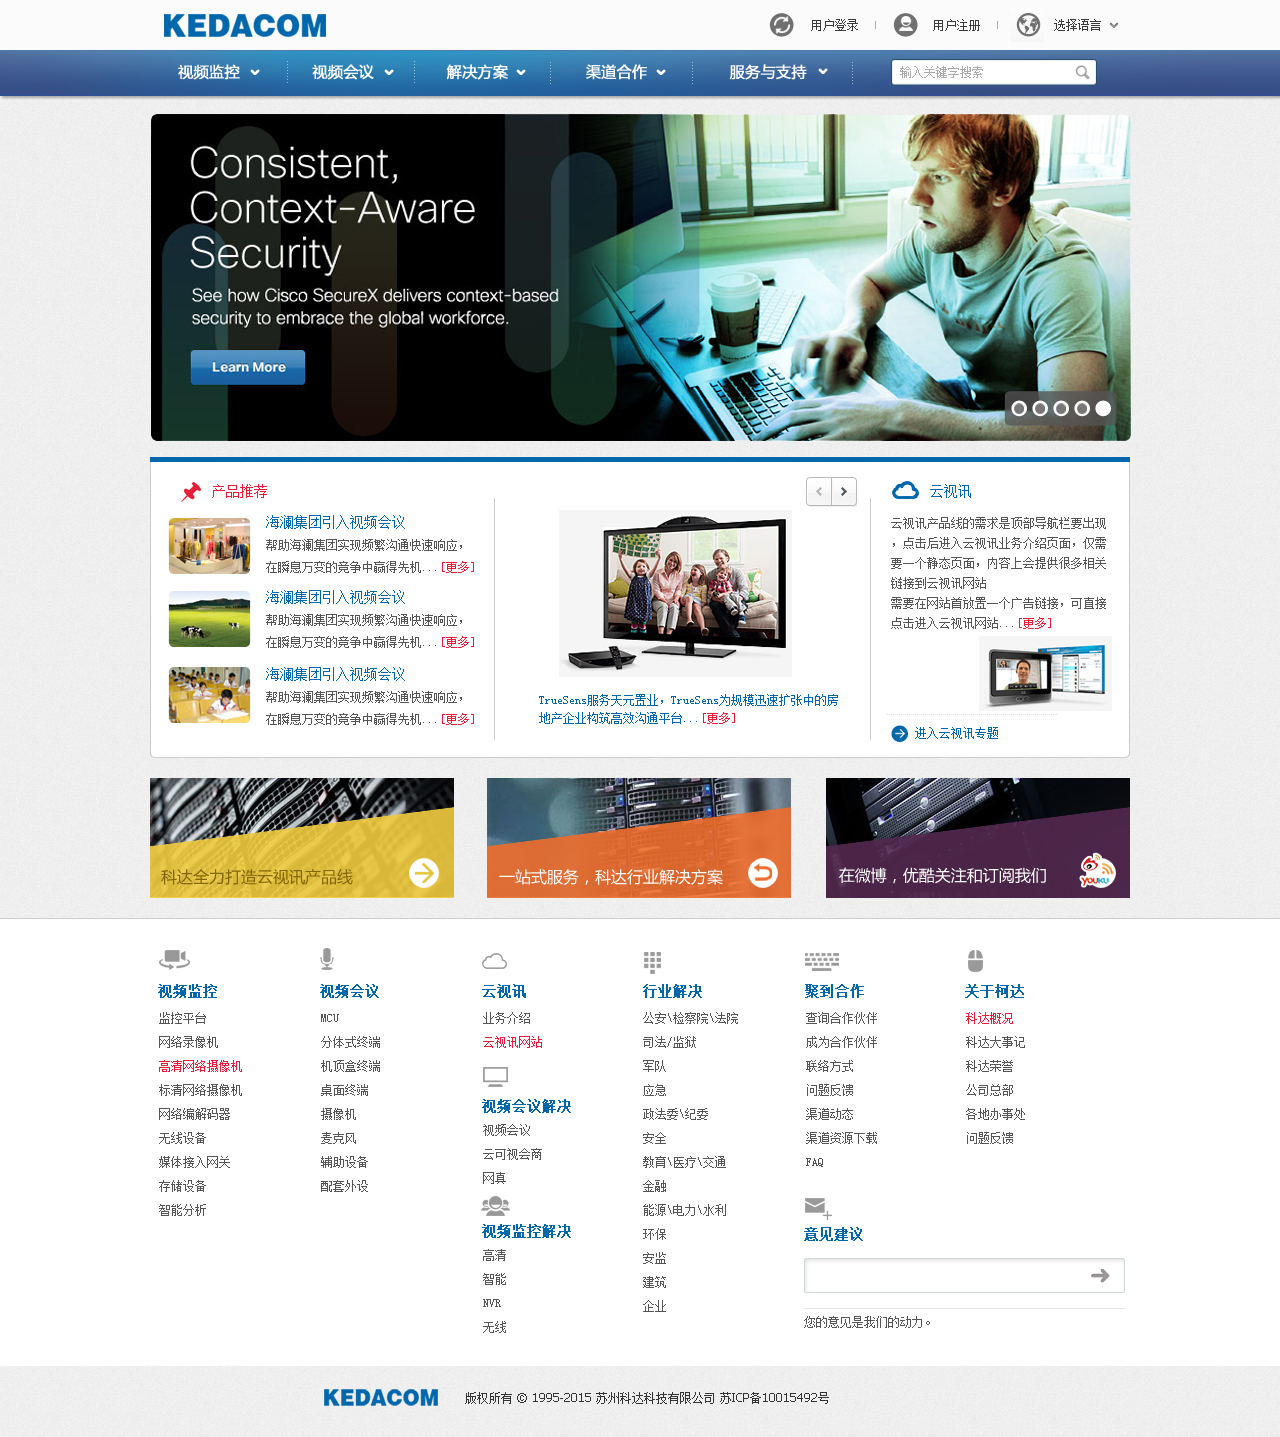 KEDACOM
用户登录
用户注册
选择语言
视频监控
视频会议
解决方案
渠道合作
服务与支持
输入关键字搜索
Consistent,
Context-Aware
Security
See how Cisco SecureX delivers context-based
security to embrace the global workforce.
Learn More
产品推荐
海澜集团引入视频会议
帮助海澜集团实现频繁沟通快速响应，
在瞬息万变的竞争中赢得先机...[更多]
海澜集团引入视频会议
帮助海澜集团实现频繁沟通快速响应，
在瞬息万变的竞争中赢得先机...[更多]
海澜集团引入视频会议
帮助海澜集团实现频繁沟通快速响应，
在瞬息万变的竞争中赢得先机...[更多]
TrueSens服务天元置业，TrueSens为规模迅速扩张中的房
地产企业构筑高效沟通平台...[更多]
云视讯
云视讯产品线的需求是顶部导航栏要出现
，点击后进入云视讯业务介绍页面，仅需
要一个静态页面，内容上会提供很多相关
链接到云视讯网站
需要在网站首放置一个广告链接，可直接
点击进入云视讯网站...[更多]
进入云视讯专题
科达全力打造云视讯产品线
一站式服务，科达行业解决方案
在微博，优酷关注和订阅我们
YOUKU
视频监控
监控平台
网络录像机
高清网络摄像机
标清网络摄像机
网络编解码器
无线设备
媒体接入网关
存储设备
智能分析
视频会议
MCU
分体式终端
机顶盒终端
桌面终端
摄像机
麦克风
辅助设备
配套外设
云视讯
业务介绍
云视讯网站
视频会议解决
视频会议
云可视会商
网真
视频监控解决
高清
智能
NVR
无线
行业解决
公安\检察院\法院
司法/监狱
军队
应急
政法委\纪委
安全
教育\医疗\交通
金融
能源\电力\水利
环保
安监
建筑
企业
聚到合作
查询合作伙伴
成为合作伙伴
联络方式
问题反馈
渠道动态
渠道资源下载
FAQ
关于柯达
科达概况
科达大事记
科达荣誉
公司总部
各地办事处
问题反馈
意见建议
您的意见是我们的动力。
KEDACOM
版权所有 © 1995-2015 苏州科达科技有限公司 苏ICP备10015492号